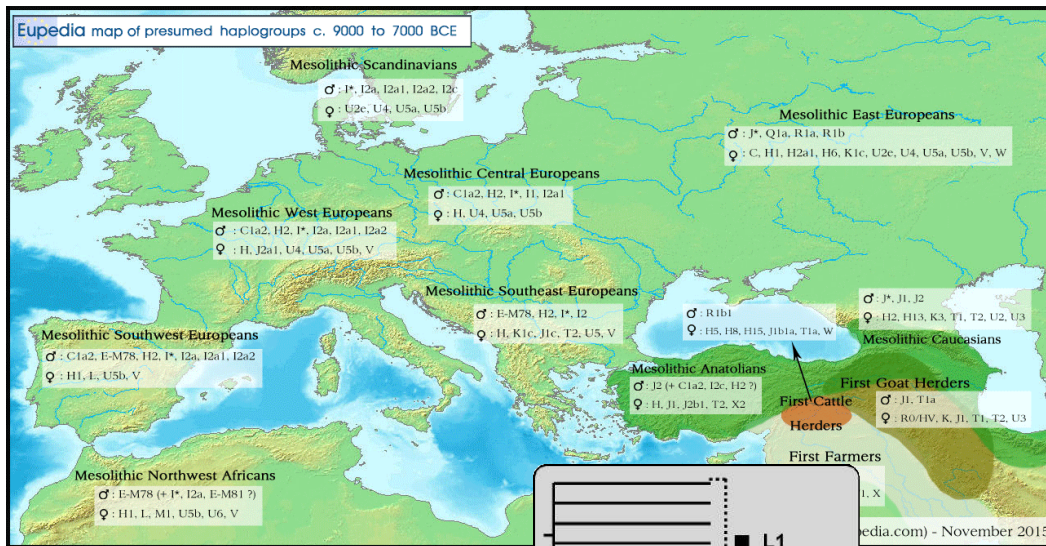 Eupedia map of presumed haplogroups c. 9000 to 7000 BCE
Mesolithic Scandinavians
♂ : I*, I2a, I2a1, I2a2, I2c
♀ : U2e, U4, U5a, U5b
Mesolithic East Europeans
♂ : J*, Q1a, R1a, R1b
♀ : C, H1, H2a1, H6, K1c, U2e, U4, U5a, U5b, V, W
Mesolithic Central Europeans
♂ : C1a2, H2, I*, I1, I2a1
♀ : H, U4, U5a, U5b
Mesolithic West Europeans
♂ : C1a2, H2, I*, I2a, I2a1, I2a2
♀ : H, J2a1, U4, U5a, U5b, V
Mesolithic Southeast Europeans
♂ : E-M78, H2, I*, I2
♀ : H, K1c, J1c, T2, U5, V
♂ : R1b1
♀ : H5, H8, H15, J1b1a, T1a, W
♂ : J*, J1, J2
♀ : H2, H13, K3, T1, T2, U2, U3
Mesolithic Caucasians
Mesolithic Southwest Europeans
♂ : C1a2, E-M78, H2, I*, I2a, I2a1, I2a2
♀ : H1, L, U5b, V
Mesolithic Anatolians
♂ : J2 (+ C1a2, I2c, H2 ?)
♀ : H, J1, J2b1, T2, X2
First Goat Herders
♂ : J1, T1a
♀ : R0/HV, K, J1, T1, T2, U3
First Cattle
Herders
First Farmers
1, X
Mesolithic Northwest Africans
♂ : E-M78 (+ I*, I2a, E-M81 ?)
♀ : H1, L, M1, U5b, U6, V
pedia.com) - November 2015
L1